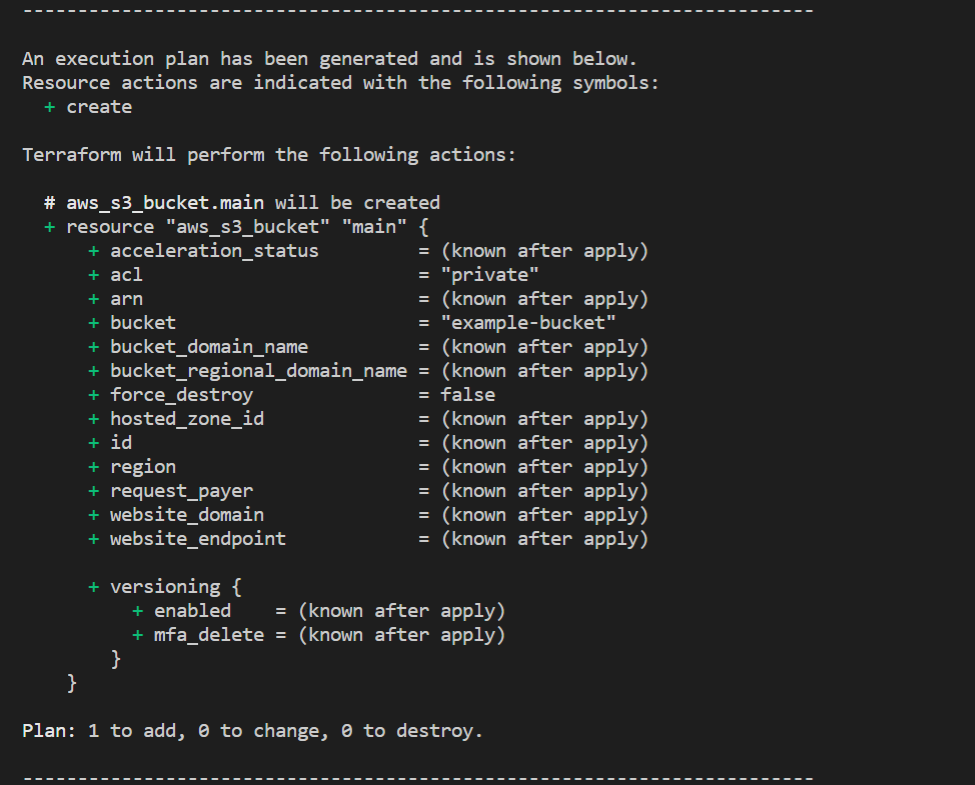 ------------------------------------------------------------------------

An execution plan has been generated and is shown below.
Resource actions are indicated with the following symbols:
  + create

Terraform will perform the following actions:

  # aws_s3_bucket.main will be created
  + resource "aws_s3_bucket" "main" {
      + acceleration_status         = (known after apply)
      + acl                         = "private"
      + arn                         = (known after apply)
      + bucket                      = "example-bucket"
      + bucket_domain_name          = (known after apply)
      + bucket_regional_domain_name = (known after apply)
      + force_destroy               = false
      + hosted_zone_id              = (known after apply)
      + id                          = (known after apply)
      + region                      = (known after apply)
      + request_payer               = (known after apply)
      + website_domain              = (known after apply)
      + website_endpoint            = (known after apply)

      + versioning {
          + enabled    = (known after apply)
          + mfa_delete = (known after apply)
        }
    }

Plan: 1 to add, 0 to change, 0 to destroy.

------------------------------------------------------------------------